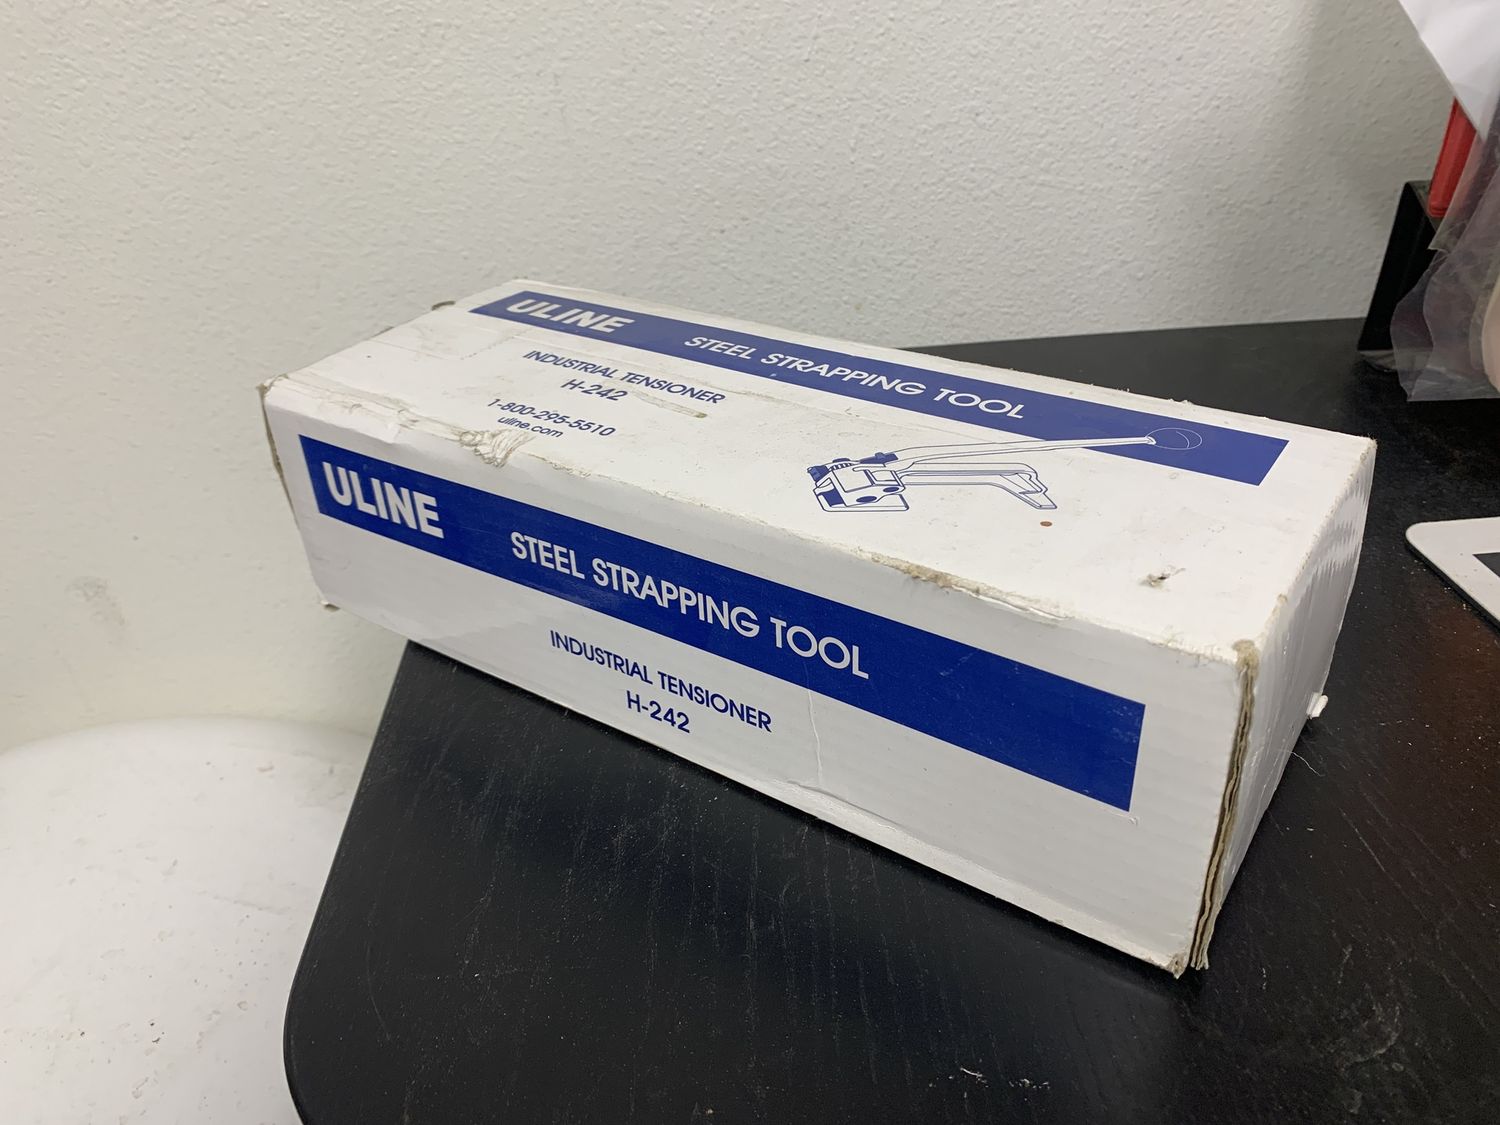 ULINE STEEL STRAPPING TOOL
INDUSTRIAL TENSIONER
H-242
1-800-295-5510
uline.com
ULINE STEEL STRAPPING TOOL
INDUSTRIAL TENSIONER
H-242